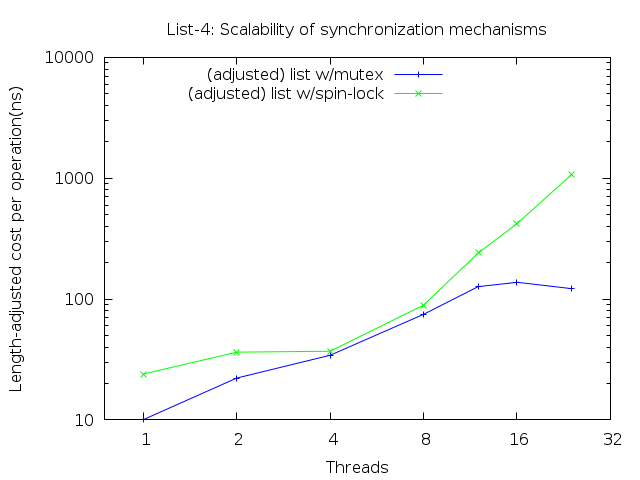 List-4: Scalability of synchronization mechanisms
10000
(adjusted) list w/mutex
(adjusted) list w/spin-lock
1000
100
10
Length-adjusted cost per operation(ns)
1 2 4 8 16 32
Threads